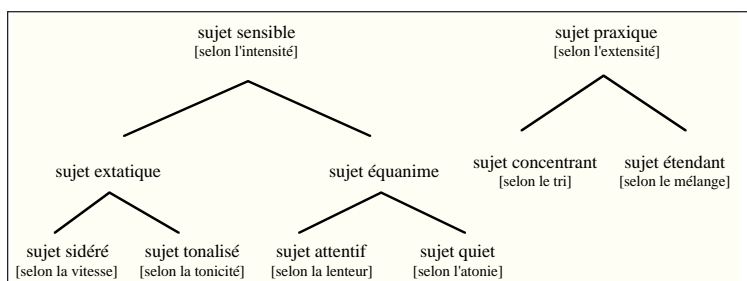 sujet sensible
[selon l'intensité]
sujet praxique
[selon l'extensité]
sujet extatique
sujet équanime
sujet concentrant
[selon le tri]
sujet étendant
[selon le mélange]
sujet sidéré
[selon la vitesse]
sujet tonalisé
[selon la tonicité]
sujet attentif
[selon la lenteur]
sujet quiet
[selon l'atonie]